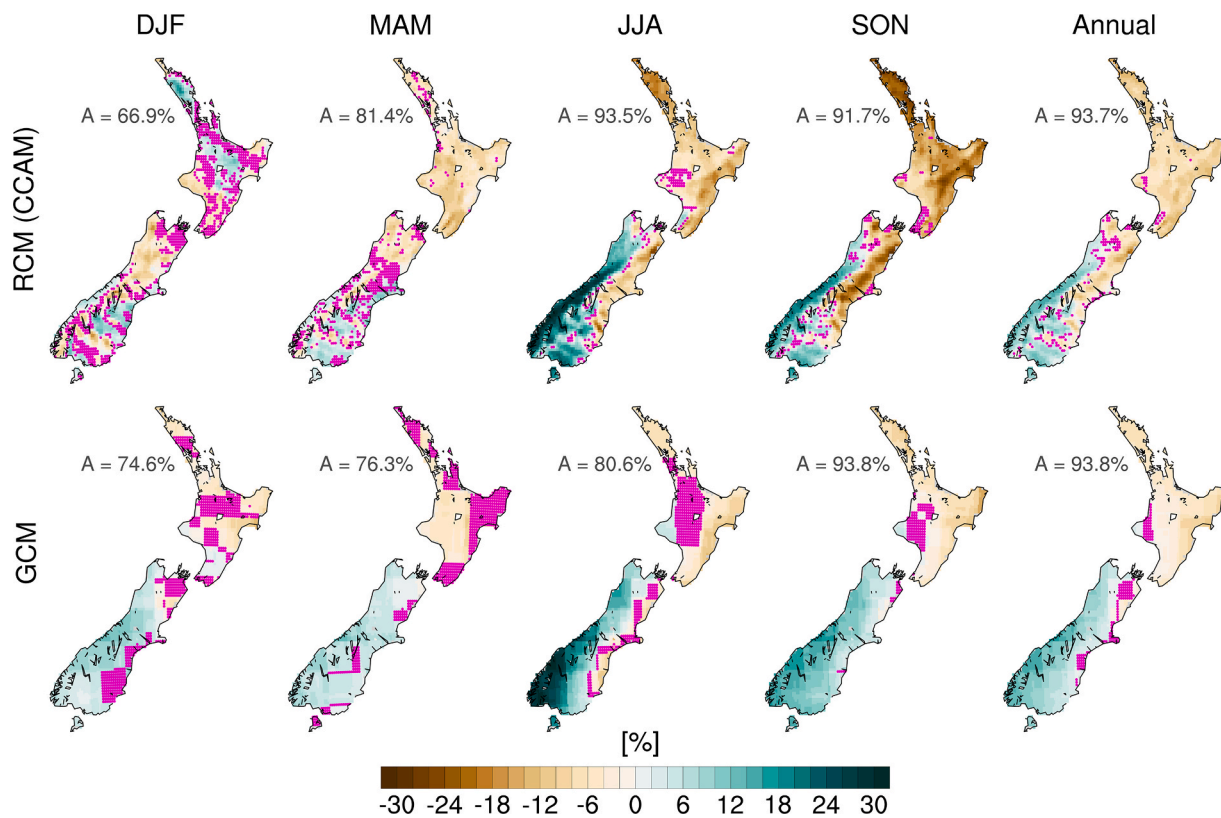 DJF MAM JJA SON Annual
RCM (CCAM)
A = 66.9% A = 81.4% A = 93.5% A = 91.7% A = 93.7%
GCM
A = 74.6% A = 76.3% A = 80.6% A = 93.8% A = 93.8%
[%]
-30 -24 -18 -12 -6 0 6 12 18 24 30